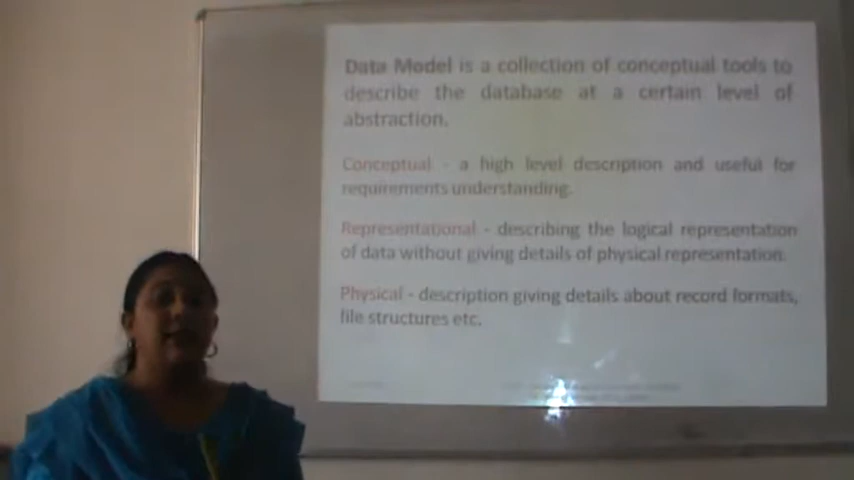 Data Model is a collection of conceptual tools to
describe the database at a certain level of
abstraction.
Conceptual - a high level description and useful for
requirements understanding.
Representational - describing the logical representation
of data without giving details of physical representation.
Physical - description giving details about record formats,
file structures etc.